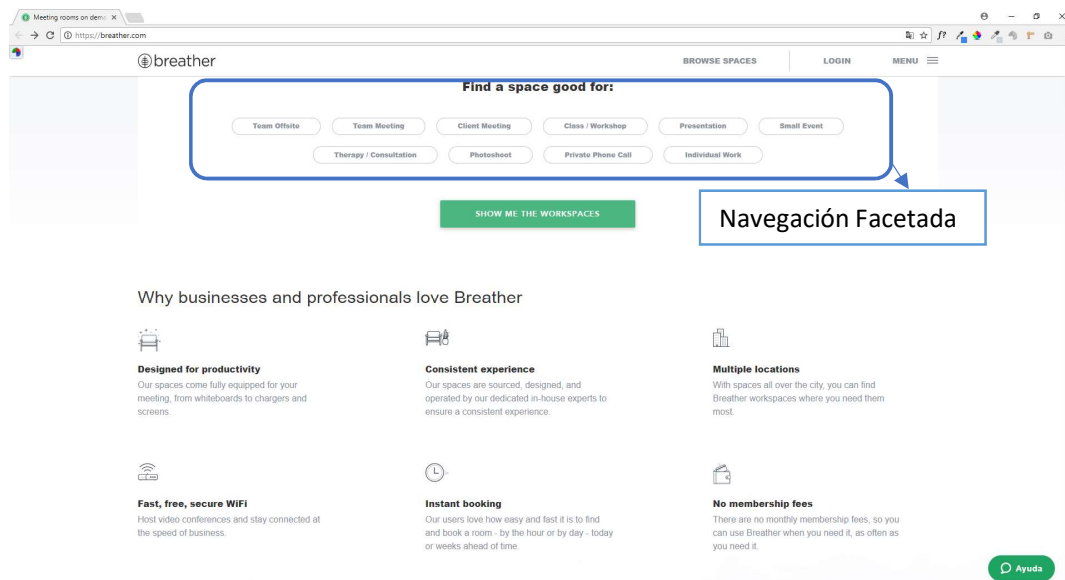 Meeting rooms on dem
https://breather.com
breather
BROWSE SPACES
LOGIN
MENU
Find a space good for:
Team Offsite
Team Meeting
Client Meeting
Class / Workshop
Presentation
Small Event
Therapy / Consultation
Photoshoot
Private Phone Call
Individual Work
SHOW ME THE WORKSPACES
Navegación Facetada
Why businesses and professionals love Breather
Designed for productivity
Our spaces come fully equipped for your
meeting, from whiteboards to chargers and
screens.
Consistent experience
Our spaces are sourced, designed, and
operated by our dedicated in-house experts to
ensure a consistent experience.
Multiple locations
With spaces all over the city, you can find
Breather workspaces where you need them
most.
Fast, free, secure WiFi
Host video conferences and stay connected at
the speed of business.
Instant booking
Our users love how easy and fast it is to find
and book a room - by the hour or by day - today
or weeks ahead of time.
No membership fees
There are no monthly membership fees, so you
can use Breather when you need it, as often as
you need it.
Ayuda